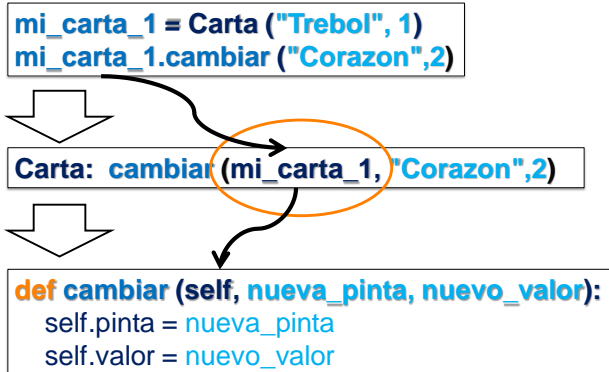 mi_carta_1 = Carta ("Trebol", 1)
mi_carta_1.cambiar ("Corazon",2)
Carta: cambiar (mi_carta_1, "Corazon",2)
def cambiar (self, nueva_pinta, nuevo_valor):
self.pinta = nueva_pinta
self.valor = nuevo_valor